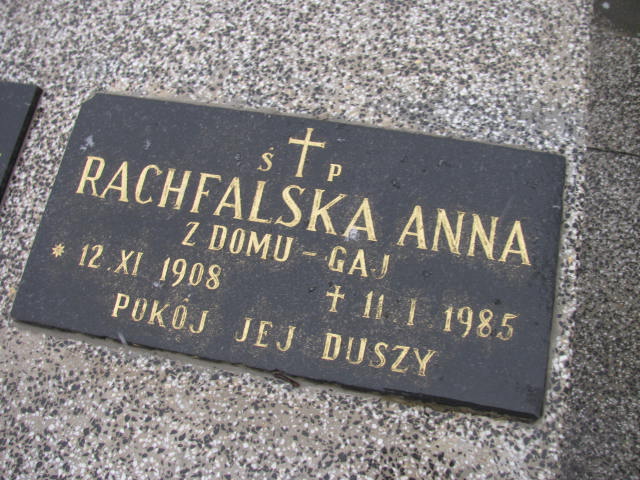 Ś † P
RACHFALSKA ANNA
Z DOMU - GAJ
* 12.XI 1908 † 11.I 1985
POKÓJ JEJ DUSZY